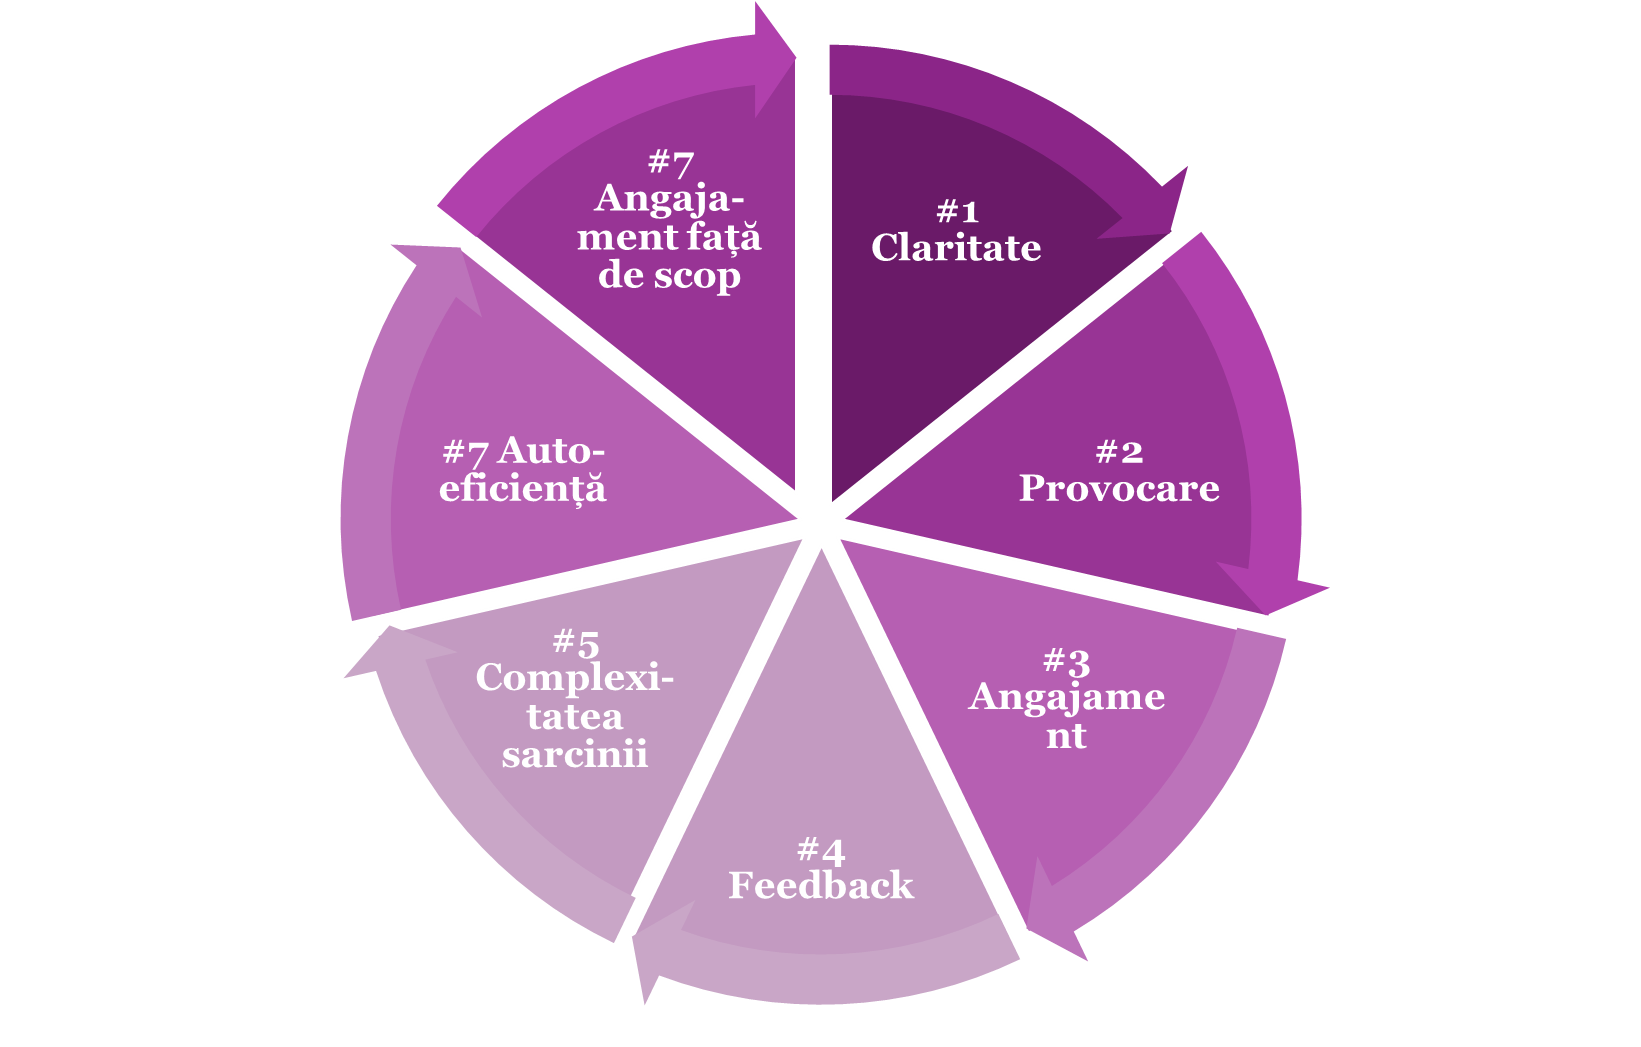 #1
Claritate
#2
Provocare
#3
Angajame
nt
#4
Feedback
#5
Complexi-
tatea
sarcinii
#7 Auto-
eficiență
#7
Angaja-
ment față
de scop